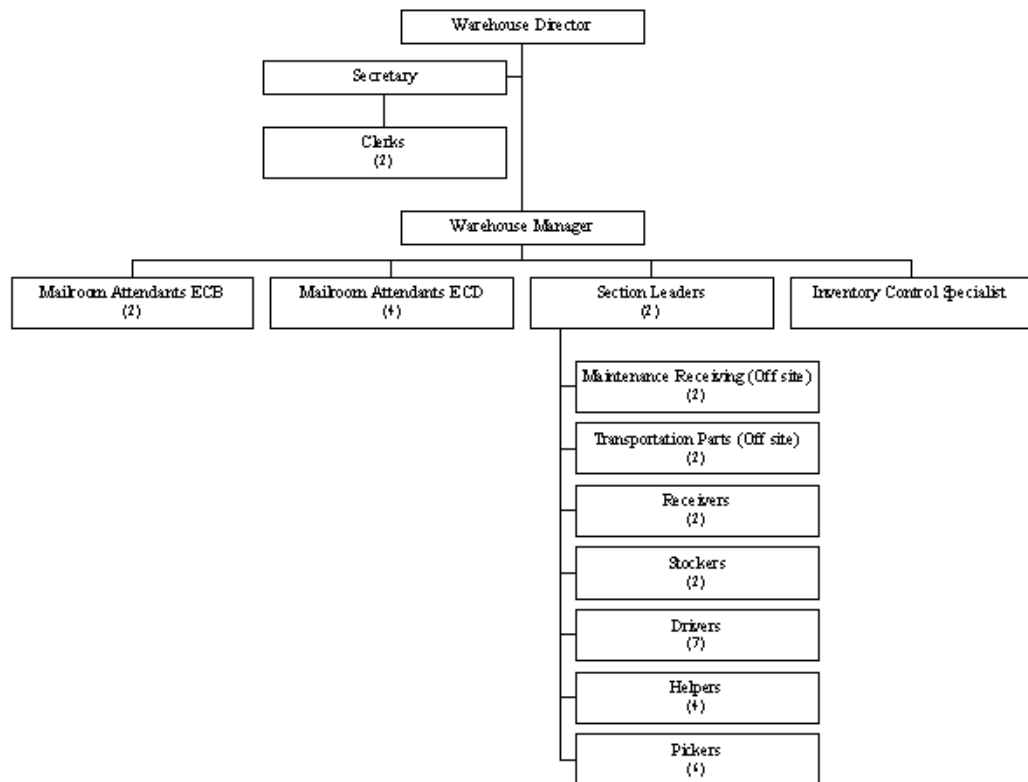 Warehouse Director
Secretary
Clerks
(2)
Warehouse Manager
Mailroom Attendants ECB
(2)
Mailroom Attendants ECD
(4)
Section Leaders
(2)
Inventory Control Specialist
Maintenance Receiving (Off site)
(2)
Transportation Parts (Off site)
(2)
Receivers
(2)
Stockers
(2)
Drivers
(7)
Helpers
(4)
Pickers